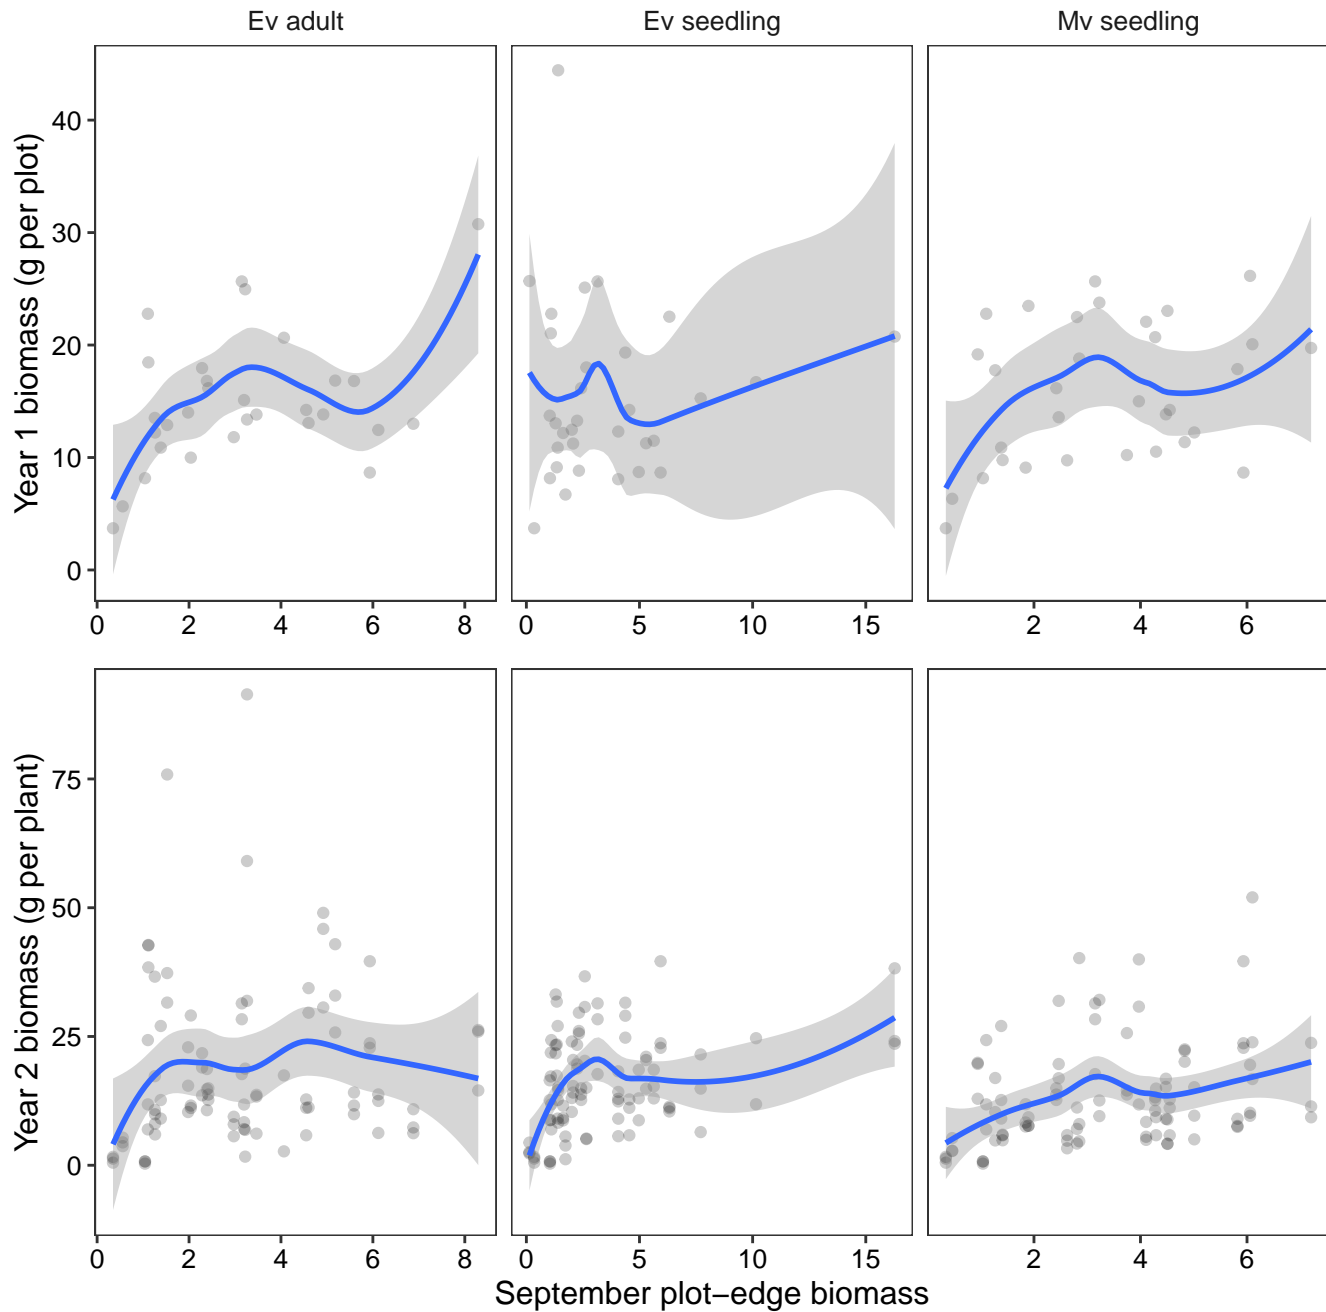 Ev adult
Ev seedling
Mv seedling
Year 1 biomass (g per plot)
40
30
20
10
0
0 2 4 6 8
0 5 10 15
2 4 6
Year 2 biomass (g per plant)
75
50
25
0
0 2 4 6 8
0 5 10 15
2 4 6
September plot−edge biomass